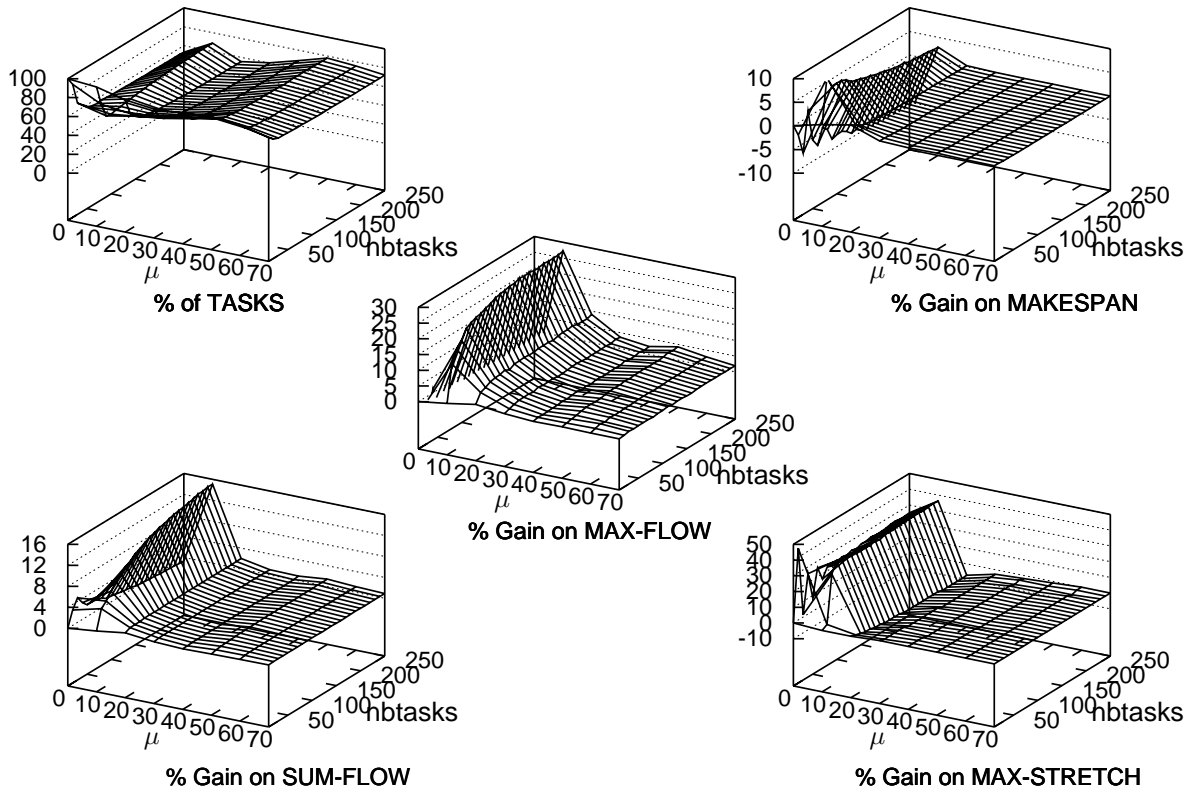 100
80
60
40
20
0
0 10 20 30 40 50 60 70
μ
50 100 150 200 250
nbtasks
% of TASKS
10
5
0
-5
-10
0 10 20 30 40 50 60 70
μ
50 100 150 200 250
nbtasks
% Gain on MAKESPAN
30
25
20
15
10
5
0
0 10 20 30 40 50 60 70
μ
50 100 150 200 250
nbtasks
% Gain on MAX-FLOW
16
12
8
4
0
0 10 20 30 40 50 60 70
μ
50 100 150 200 250
nbtasks
% Gain on SUM-FLOW
50
40
30
20
10
0
-10
0 10 20 30 40 50 60 70
μ
50 100 150 200 250
nbtasks
% Gain on MAX-STRETCH